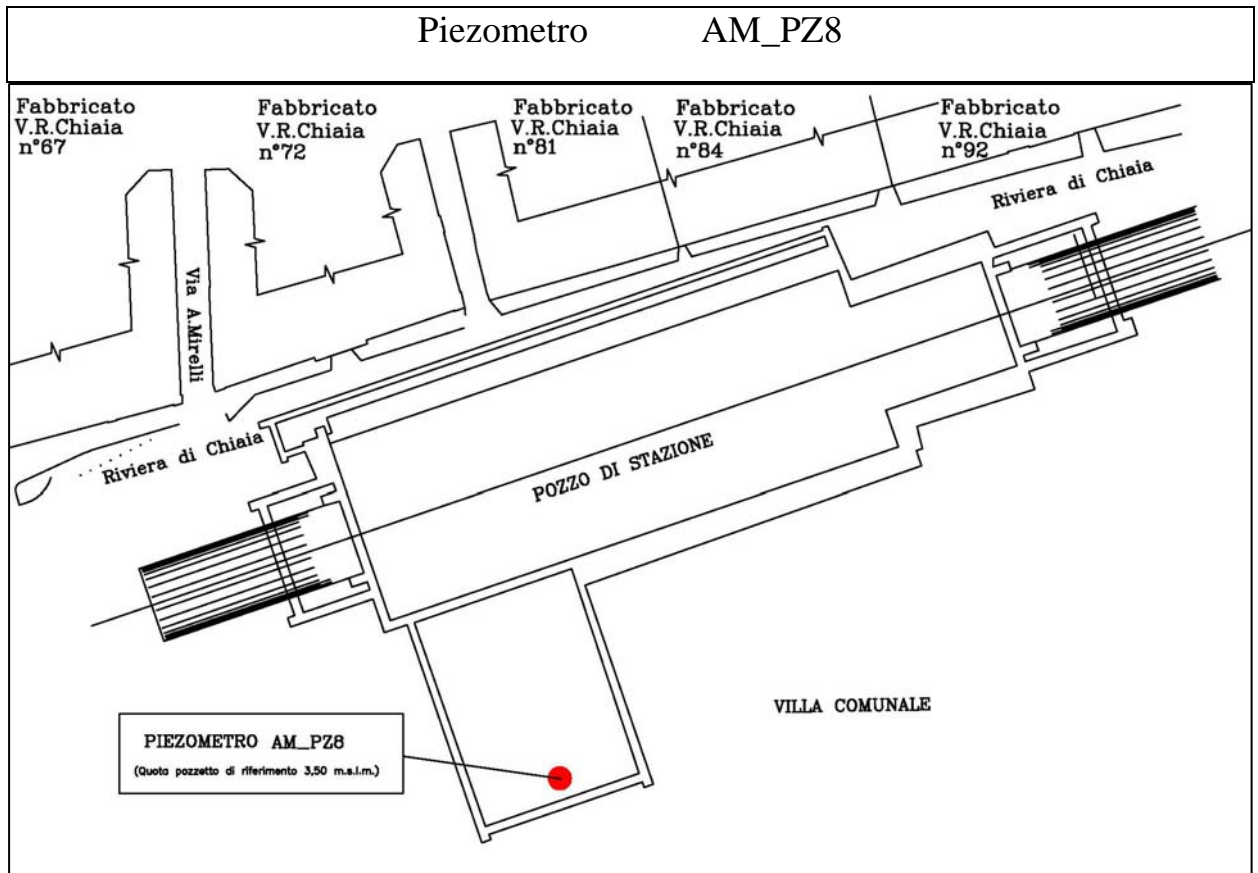 Piezometro AM_PZ8
Fabbricato
V.R.Chiaia
n°67
Fabbricato
V.R.Chiaia
n°72
Fabbricato
V.R.Chiaia
n°81
Fabbricato
V.R.Chiaia
n°84
Fabbricato
V.R.Chiaia
n°92
Riviera di Chiaia
Via A.Mirelli
Riviera di Chiaia
POZZO DI STAZIONE
VILLA COMUNALE
PIEZOMETRO AM_PZ8
(Quota pozzetto di riferimento 3,50 m.s.l.m.)